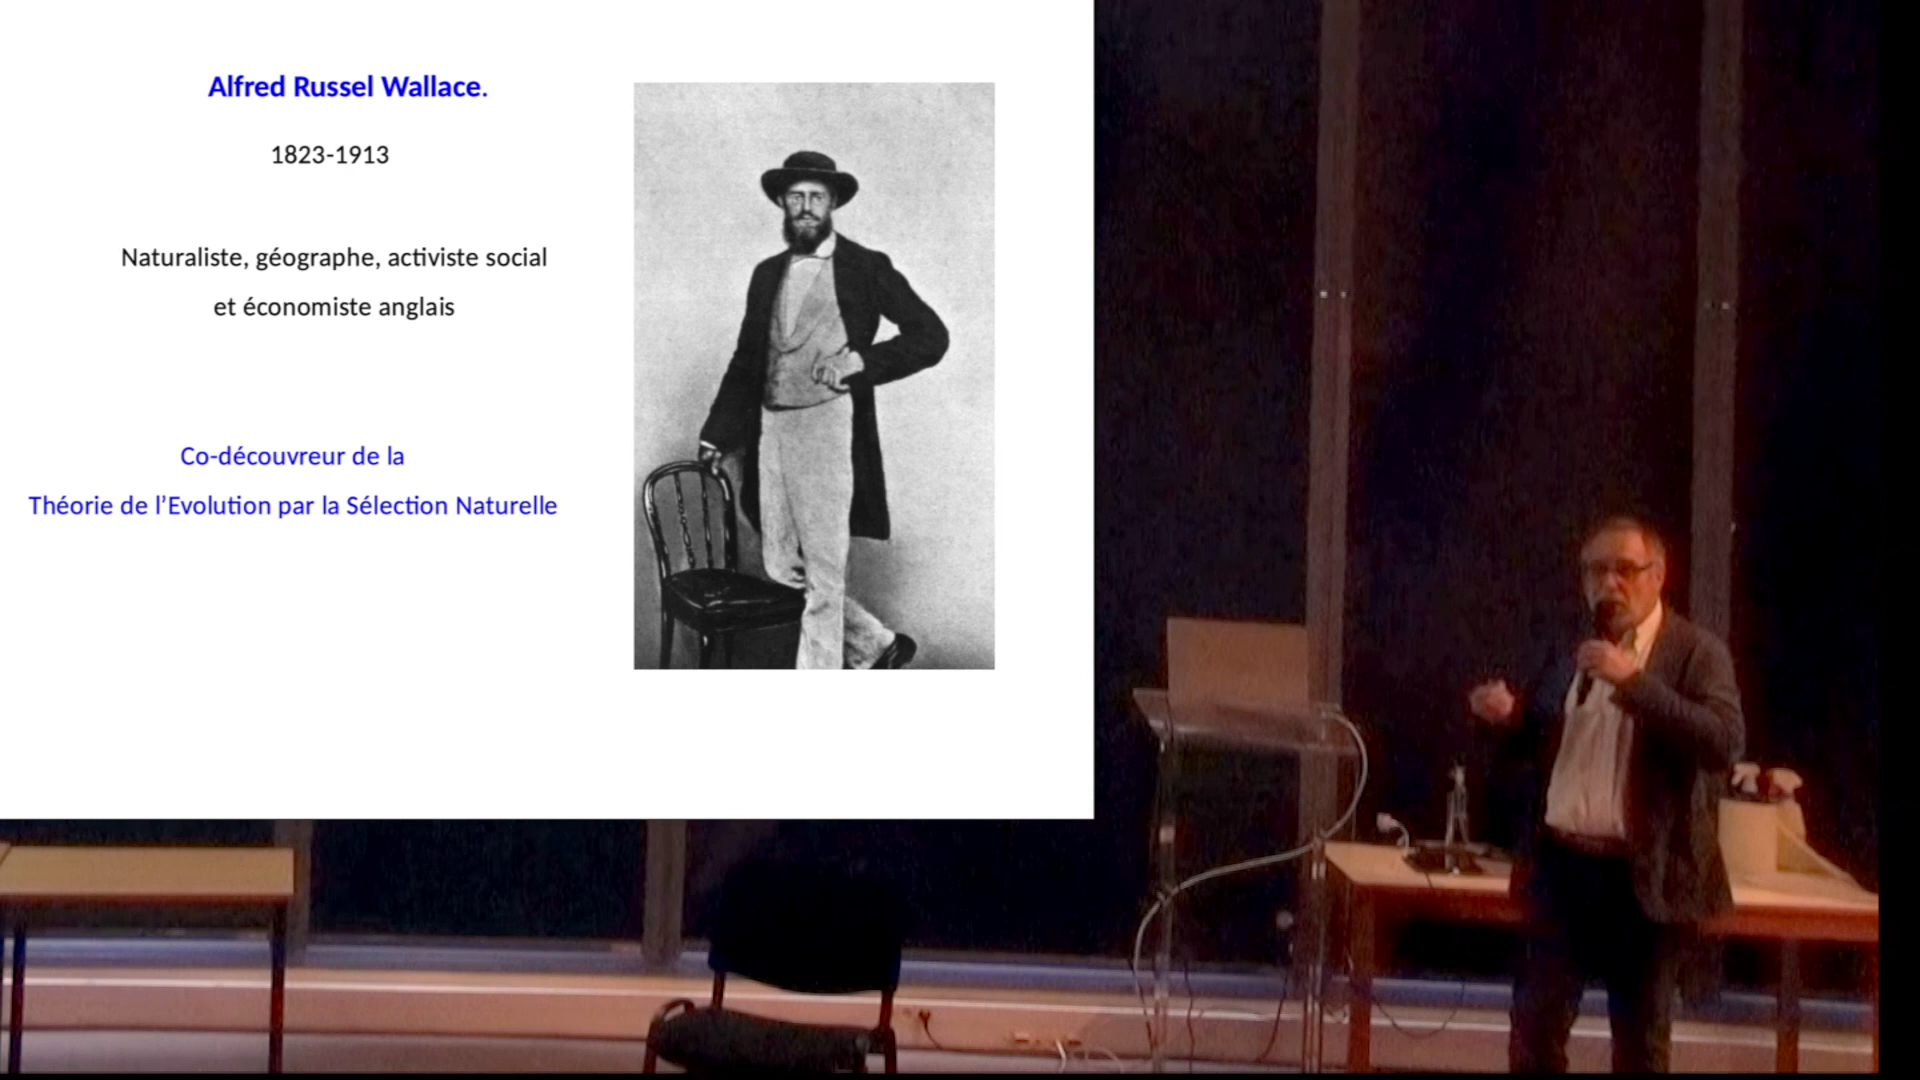 Alfred Russel Wallace.
1823-1913
Naturaliste, géographe, activiste social
et économiste anglais
Co-découvreur de la
Théorie de l’Evolution par la Sélection Naturelle